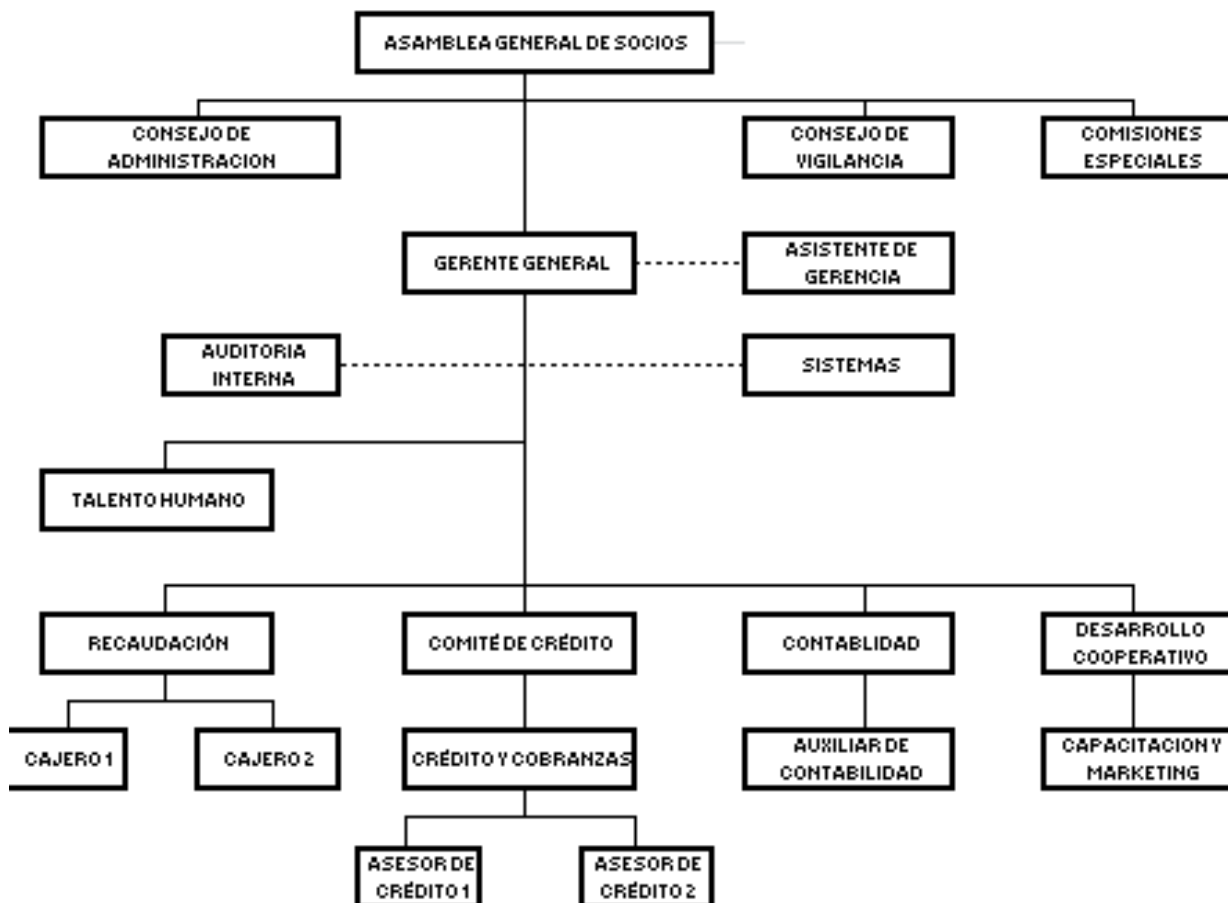 ASAMBLEA GENERAL DE SOCIOS
CONSEJO DE
ADMINISTRACION
CONSEJO DE
VIGILANCIA
COMISIONES
ESPECIALES
GERENTE GENERAL
ASISTENTE DE
GERENCIA
AUDITORIA
INTERNA
SISTEMAS
TALENTO HUMANO
RECAUDACIÓN
COMITÉ DE CRÉDITO
CONTABLIDAD
DESARROLLO
COOPERATIVO
CAJERO 1
CAJERO 2
CRÉDITO Y COBRANZAS
AUXILIAR DE
CONTABILIDAD
CAPACITACION Y
MARKETING
ASESOR DE
CRÉDITO 1
ASESOR DE
CRÉDITO 2